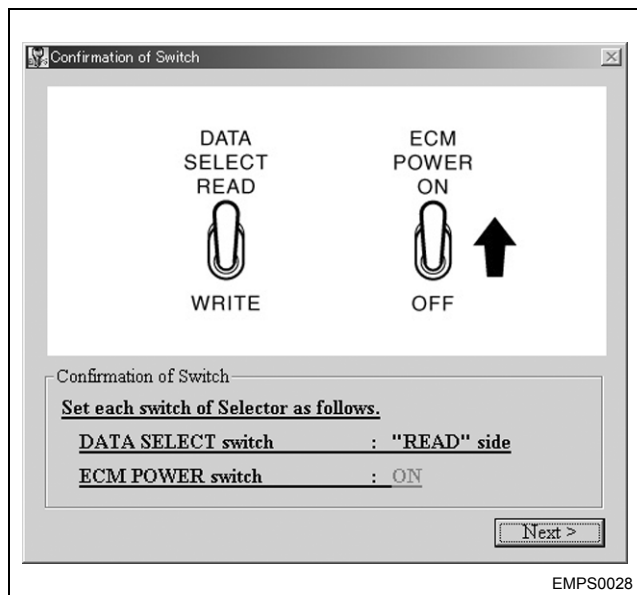 Confirmation of Switch
DATA
SELECT
READ
WRITE
ECM
POWER
ON
OFF
Confirmation of Switch
Set each switch of Selector as follows.
DATA SELECT switch : "READ" side
ECM POWER switch : ON
Next >
EMPS0028